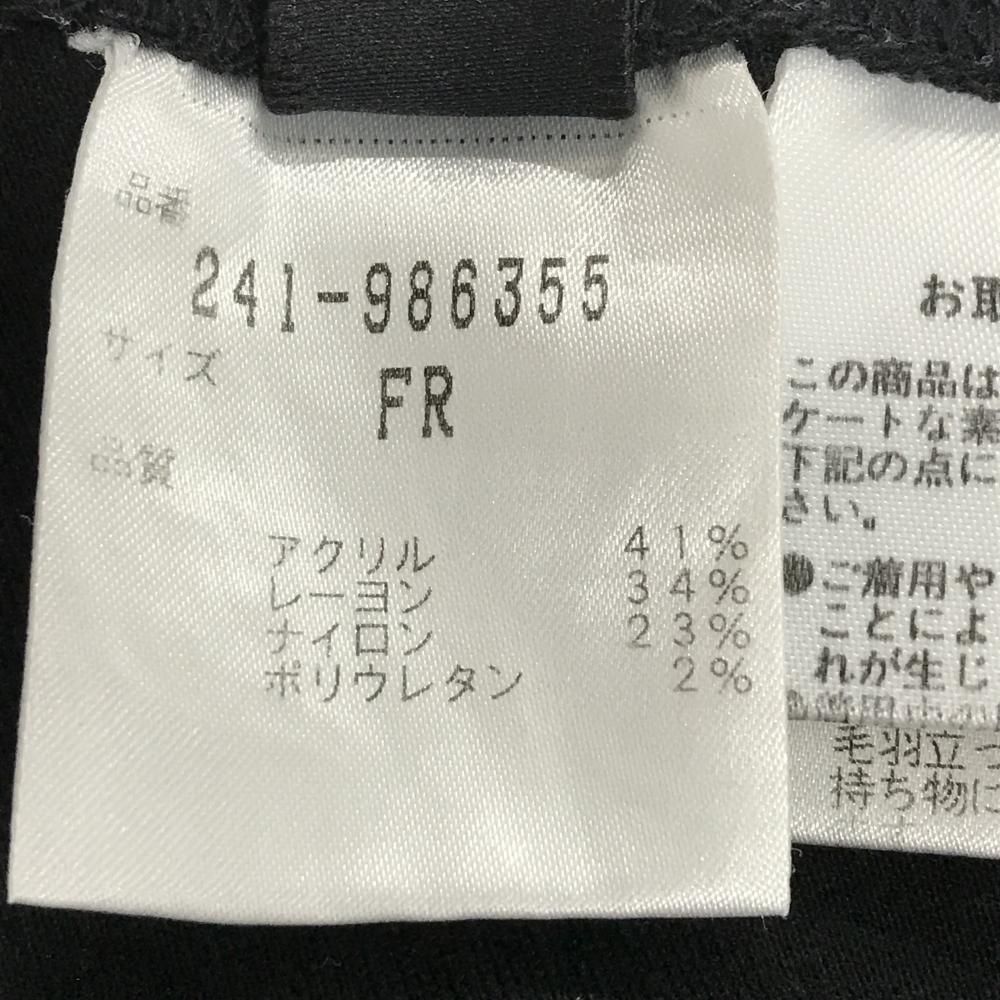 品番
241-986355
サイズ
FR
品質
アクリル 41%
レーヨン 34%
ナイロン 23%
ポリウレタン 2%
お取
この商品は
ケートな素
下記の点に
さい。
●ご着用や
ことによ
れが生じ
毛羽立つ
持ち物に